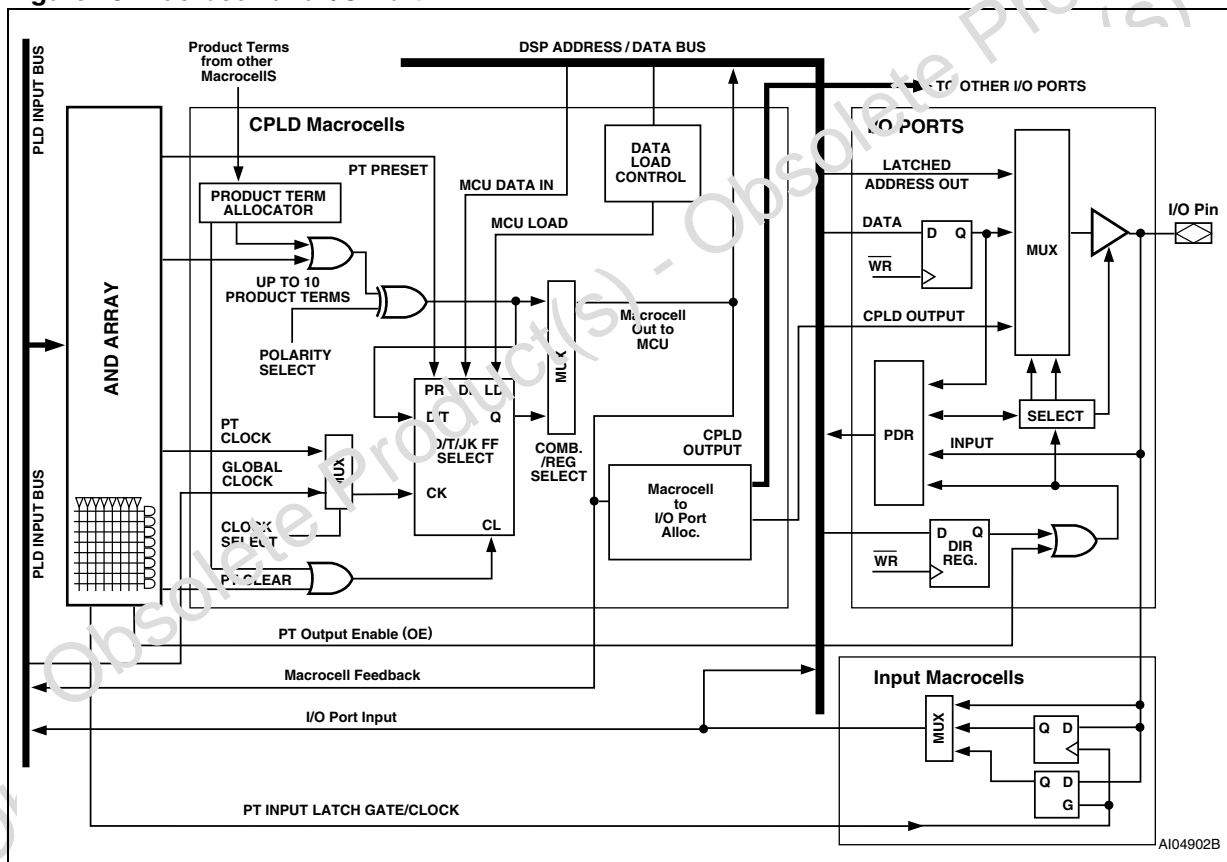 PLD INPUT BUS
Product Terms
from other
MacrocellS
DSP ADDRESS / DATA BUS
TO OTHER I/O PORTS
CPLD Macrocells
I/O PORTS
PT PRESET
MCU DATA IN
DATA
LOAD
CONTROL
LATCHED
ADDRESS OUT
PRODUCT TERM
ALLOCATOR
MCU LOAD
DATA
D Q
WR
MUX
I/O Pin
AND ARRAY
UP TO 10
PRODUCT TERMS
POLARITY
SELECT
MUX
Macrocell
Out to
MCU
CPLD OUTPUT
PR DI LD
D/T Q
D/T/JK FF
SELECT
CK
CL
COMB.
/REG
SELECT
CPLD
OUTPUT
PDR
SELECT
INPUT
PT
CLOCK
GLOBAL
CLOCK
MUX
CLOCK
SELECT
Macrocell
to
I/O Port
Alloc.
PLD INPUT BUS
PT CLEAR
D Q
DIR
REG.
WR
PT Output Enable (OE)
Macrocell Feedback
Input Macrocells
I/O Port Input
MUX
Q D
Q D
G
PT INPUT LATCH GATE/CLOCK
AI04902B
Obsolete Product(s) - Obsolete Pro
(s)